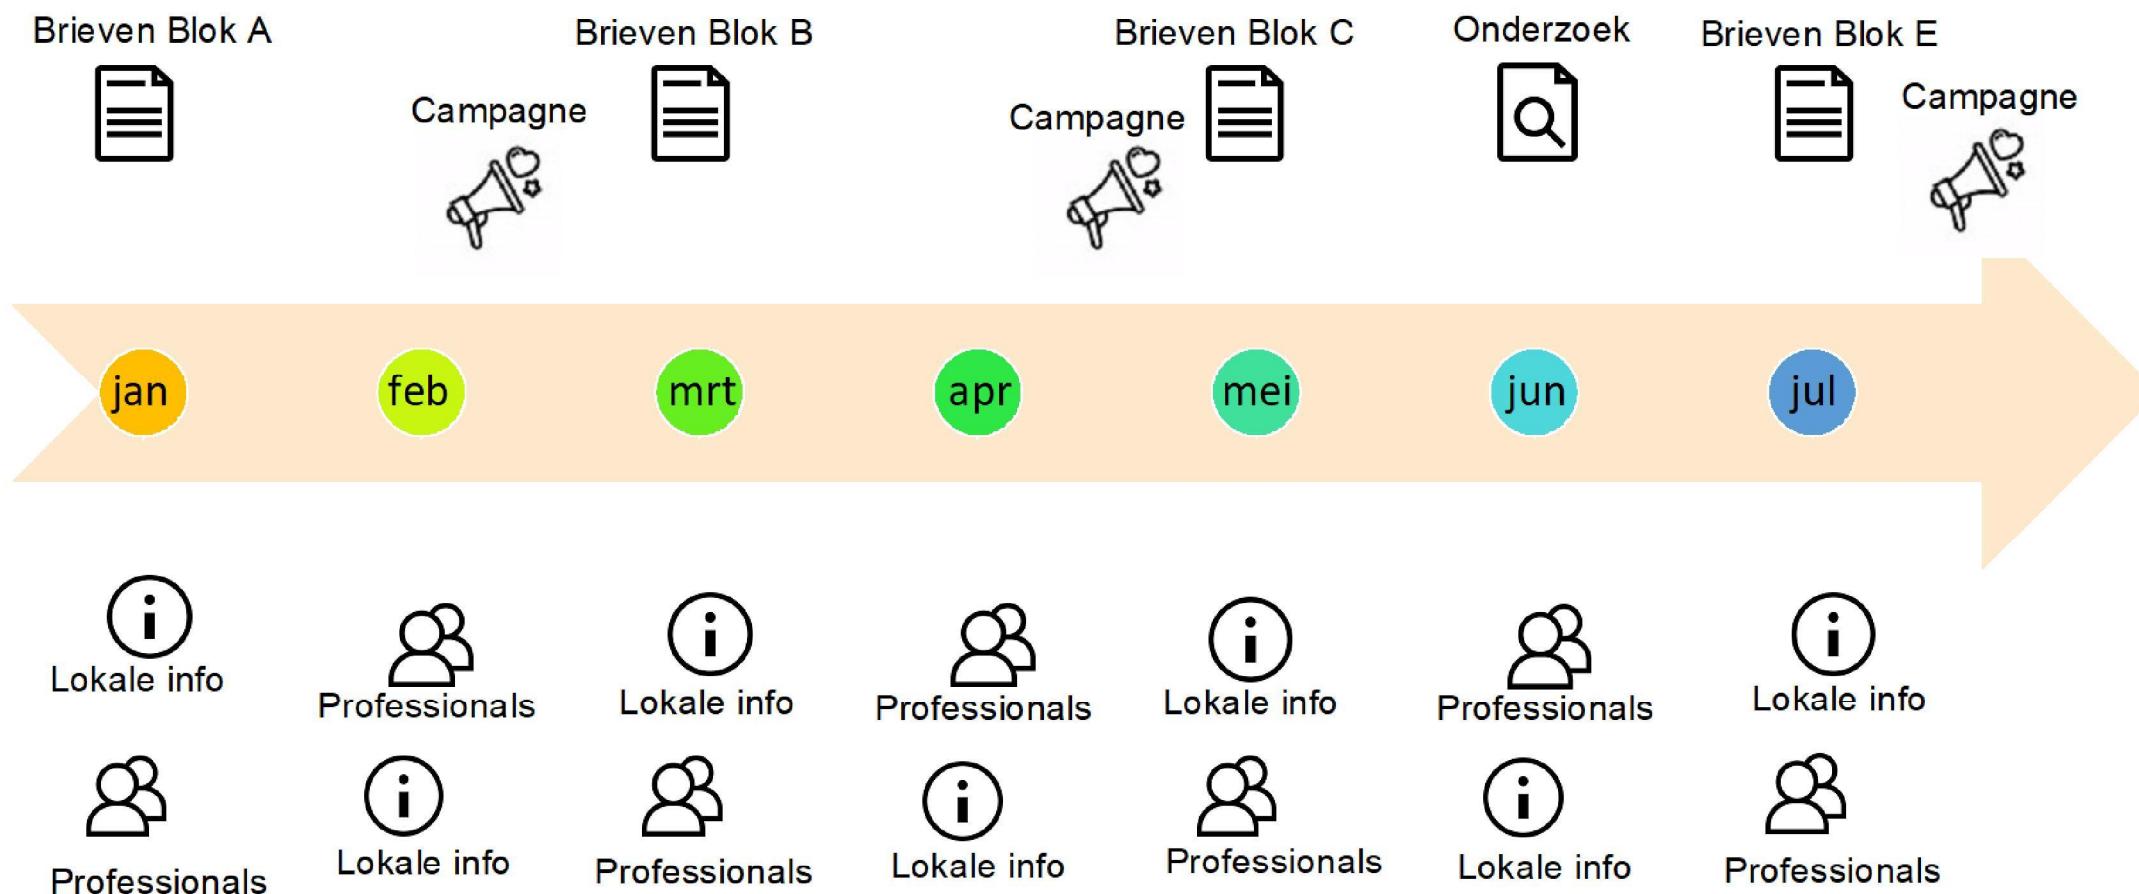 Brieven Blok A
Brieven Blok B
Brieven Blok C
Onderzoek
Brieven Blok E
Campagne
Campagne
Campagne
jan
feb
mrt
apr
mei
jun
jul
Lokale info
Professionals
Lokale info
Professionals
Lokale info
Professionals
Lokale info
Professionals
Lokale info
Professionals
Lokale info
Professionals
Lokale info
Professionals